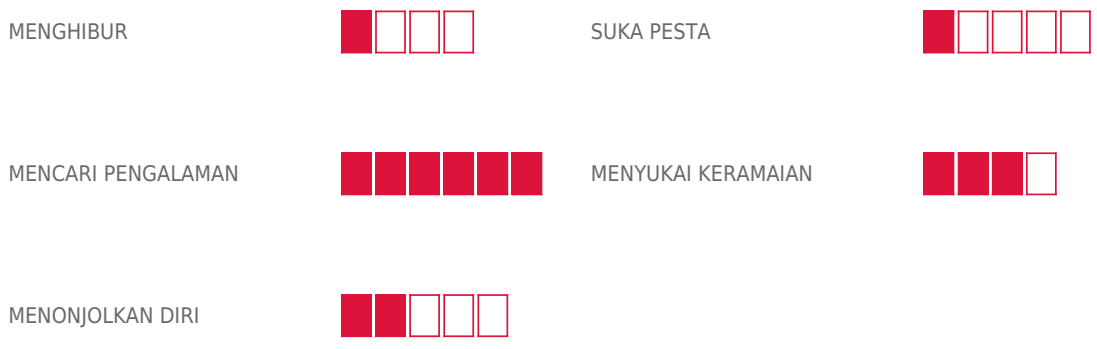 MENGHIBUR
SUKA PESTA
MENCARI PENGALAMAN
MENYUKAI KERAMAIAN
MENONJOLKAN DIRI